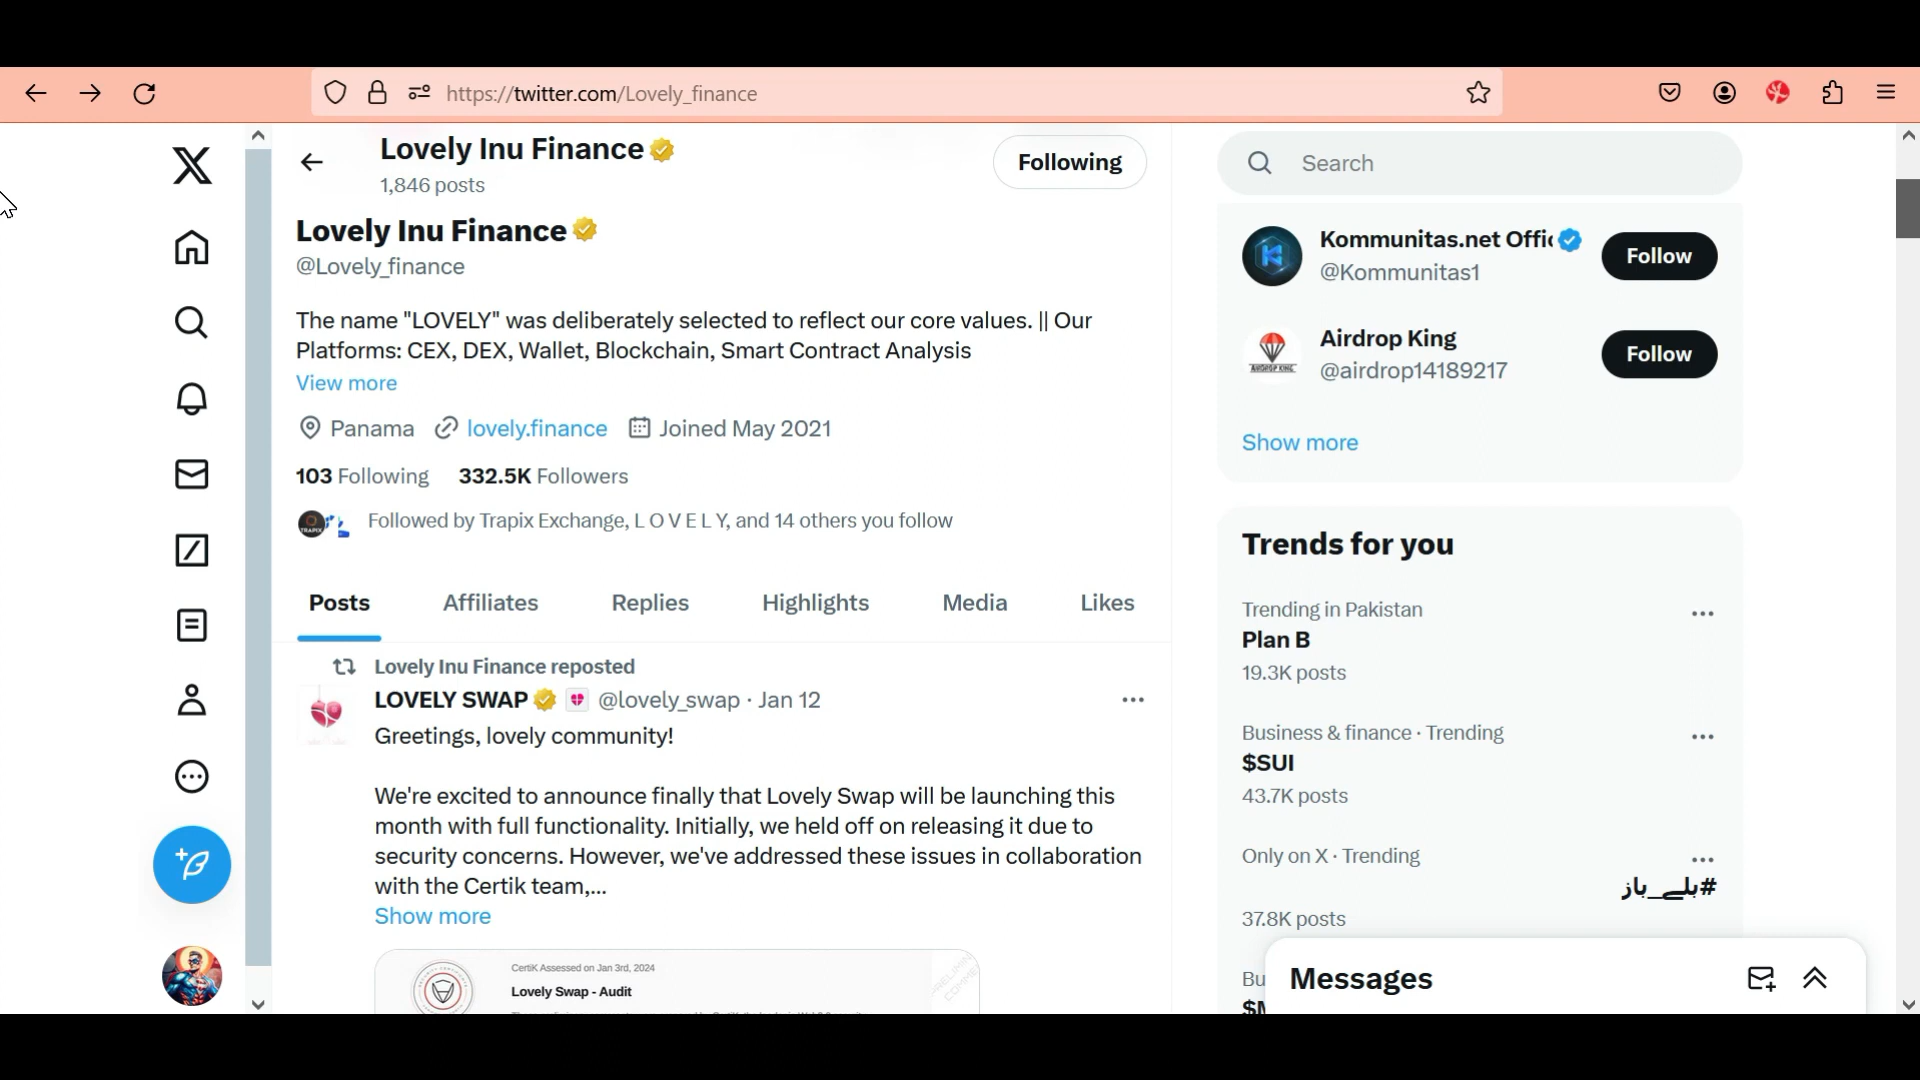 https://twitter.com/Lovely_finance
Lovely Inu Finance
1,846 posts
Following
Lovely Inu Finance
@Lovely_finance
The name "LOVELY" was deliberately selected to reflect our core values. || Our
Platforms: CEX, DEX, Wallet, Blockchain, Smart Contract Analysis
View more
Panama lovely.finance Joined May 2021
103 Following 332.5K Followers
TRAPIX
Followed by Trapix Exchange, L O V E L Y, and 14 others you follow
Posts Affiliates Replies Highlights Media Likes
Lovely Inu Finance reposted
LOVELY SWAP @lovely_swap · Jan 12
Greetings, lovely community!
We're excited to announce finally that Lovely Swap will be launching this
month with full functionality. Initially, we held off on releasing it due to
security concerns. However, we've addressed these issues in collaboration
with the Certik team,...
Show more
CertiK Assessed on Jan 3rd, 2024
Lovely Swap - Audit
Search
Kommunitas.net Offic
@Kommunitas1
Follow
AIRDROP KING
Airdrop King
@airdrop14189217
Follow
Show more
Trends for you
Trending in Pakistan
Plan B
19.3K posts
Business & finance · Trending
$SUI
43.7K posts
Only on X · Trending
#بلے_باز
37.8K posts
Bu
Messages